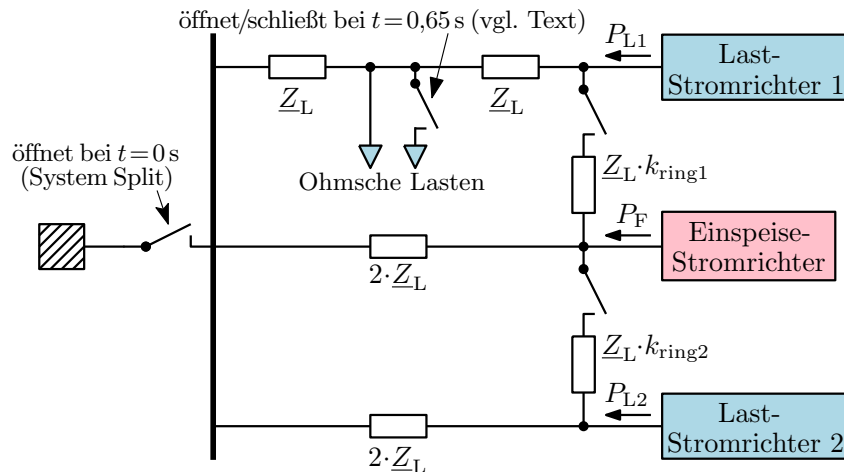 öffnet/schließt bei t=0,65 s (vgl. Text)
P_L1
Last-
Stromrichter 1
Z_L
Z_L
öffnet bei t=0 s
(System Split)
Ohmsche Lasten
Z_L·k_ring1
P_F
Einspeise-
Stromrichter
2·Z_L
Z_L·k_ring2
P_L2
Last-
Stromrichter 2
2·Z_L